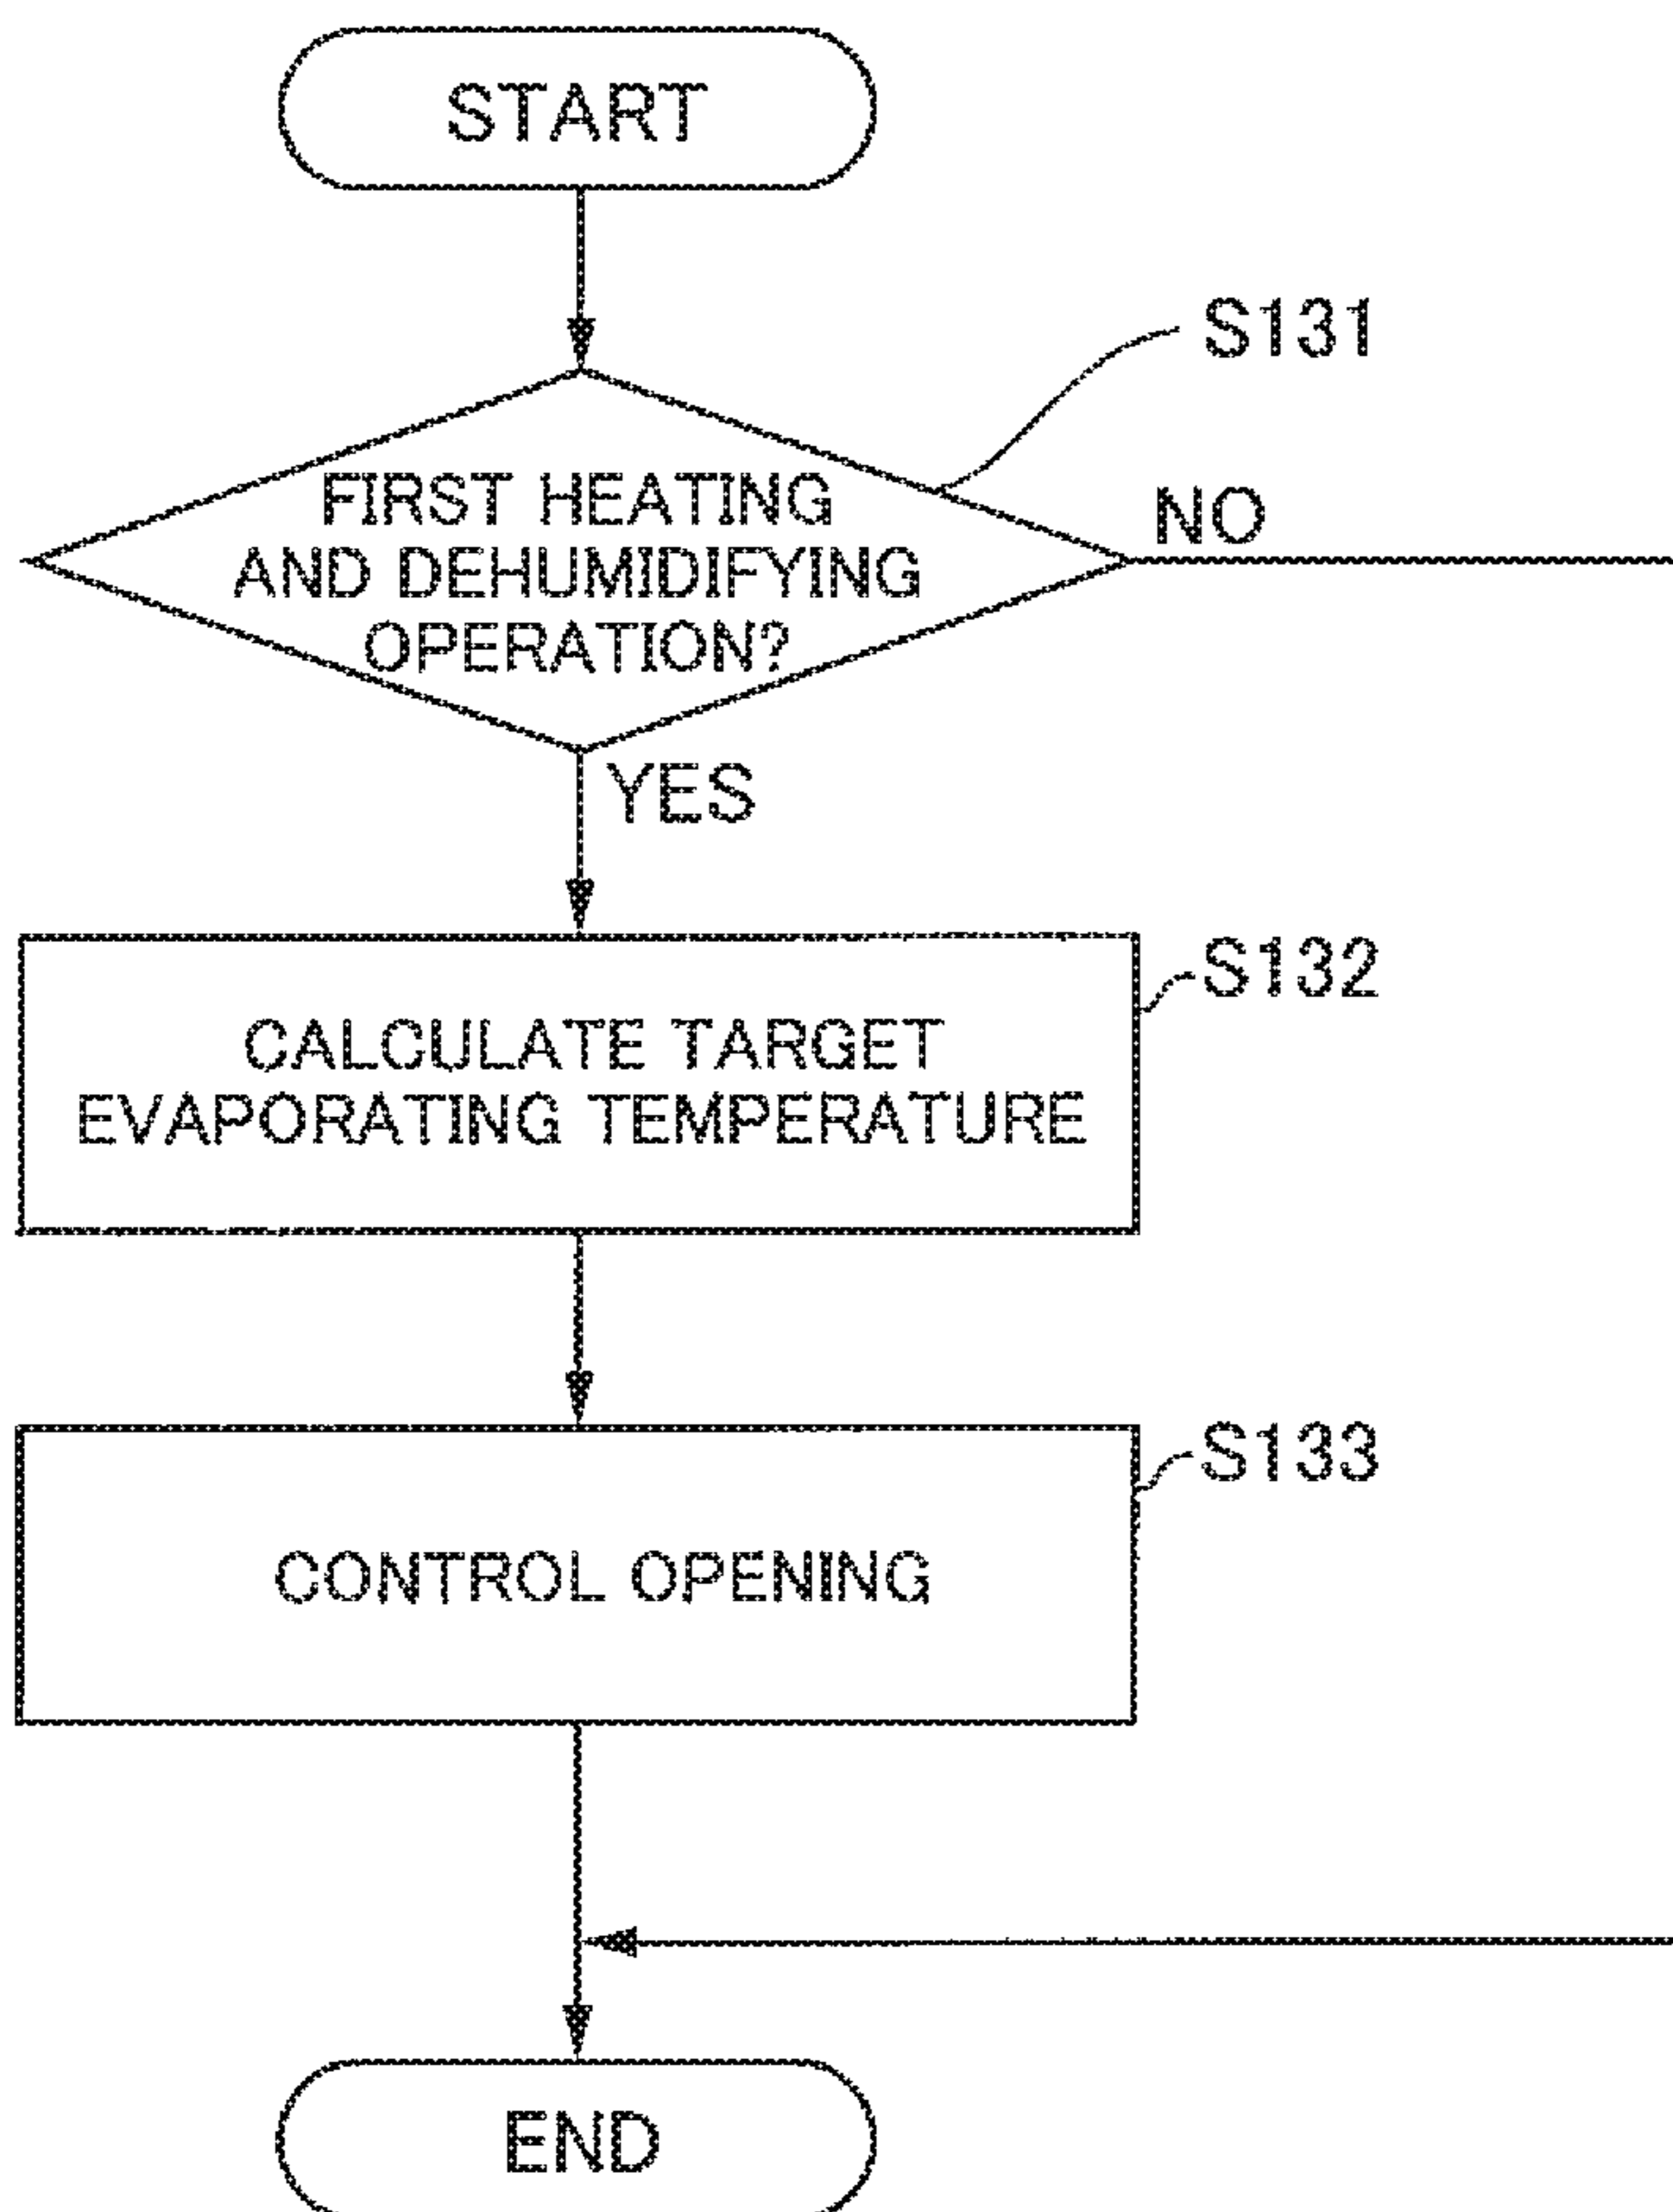 START
S131
FIRST HEATING
AND DEHUMIDIFYING
OPERATION?
NO
YES
S132
CALCULATE TARGET
EVAPORATING TEMPERATURE
S133
CONTROL OPENING
END